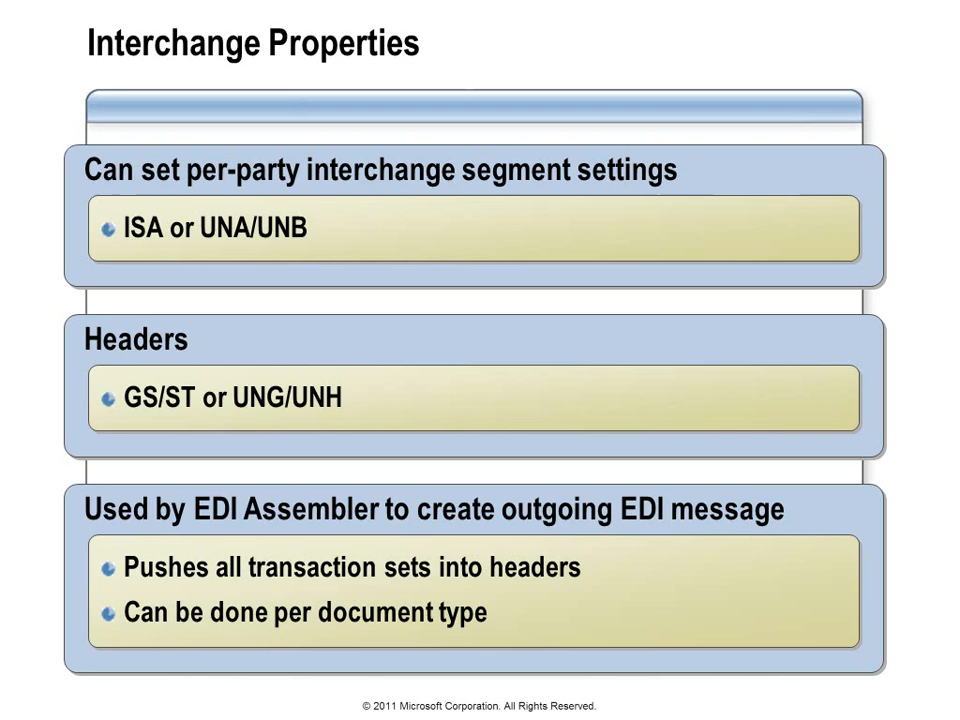 Interchange Properties
Can set per-party interchange segment settings
ISA or UNA/UNB
Headers
GS/ST or UNG/UNH
Used by EDI Assembler to create outgoing EDI message
Pushes all transaction sets into headers
Can be done per document type
© 2011 Microsoft Corporation. All Rights Reserved.